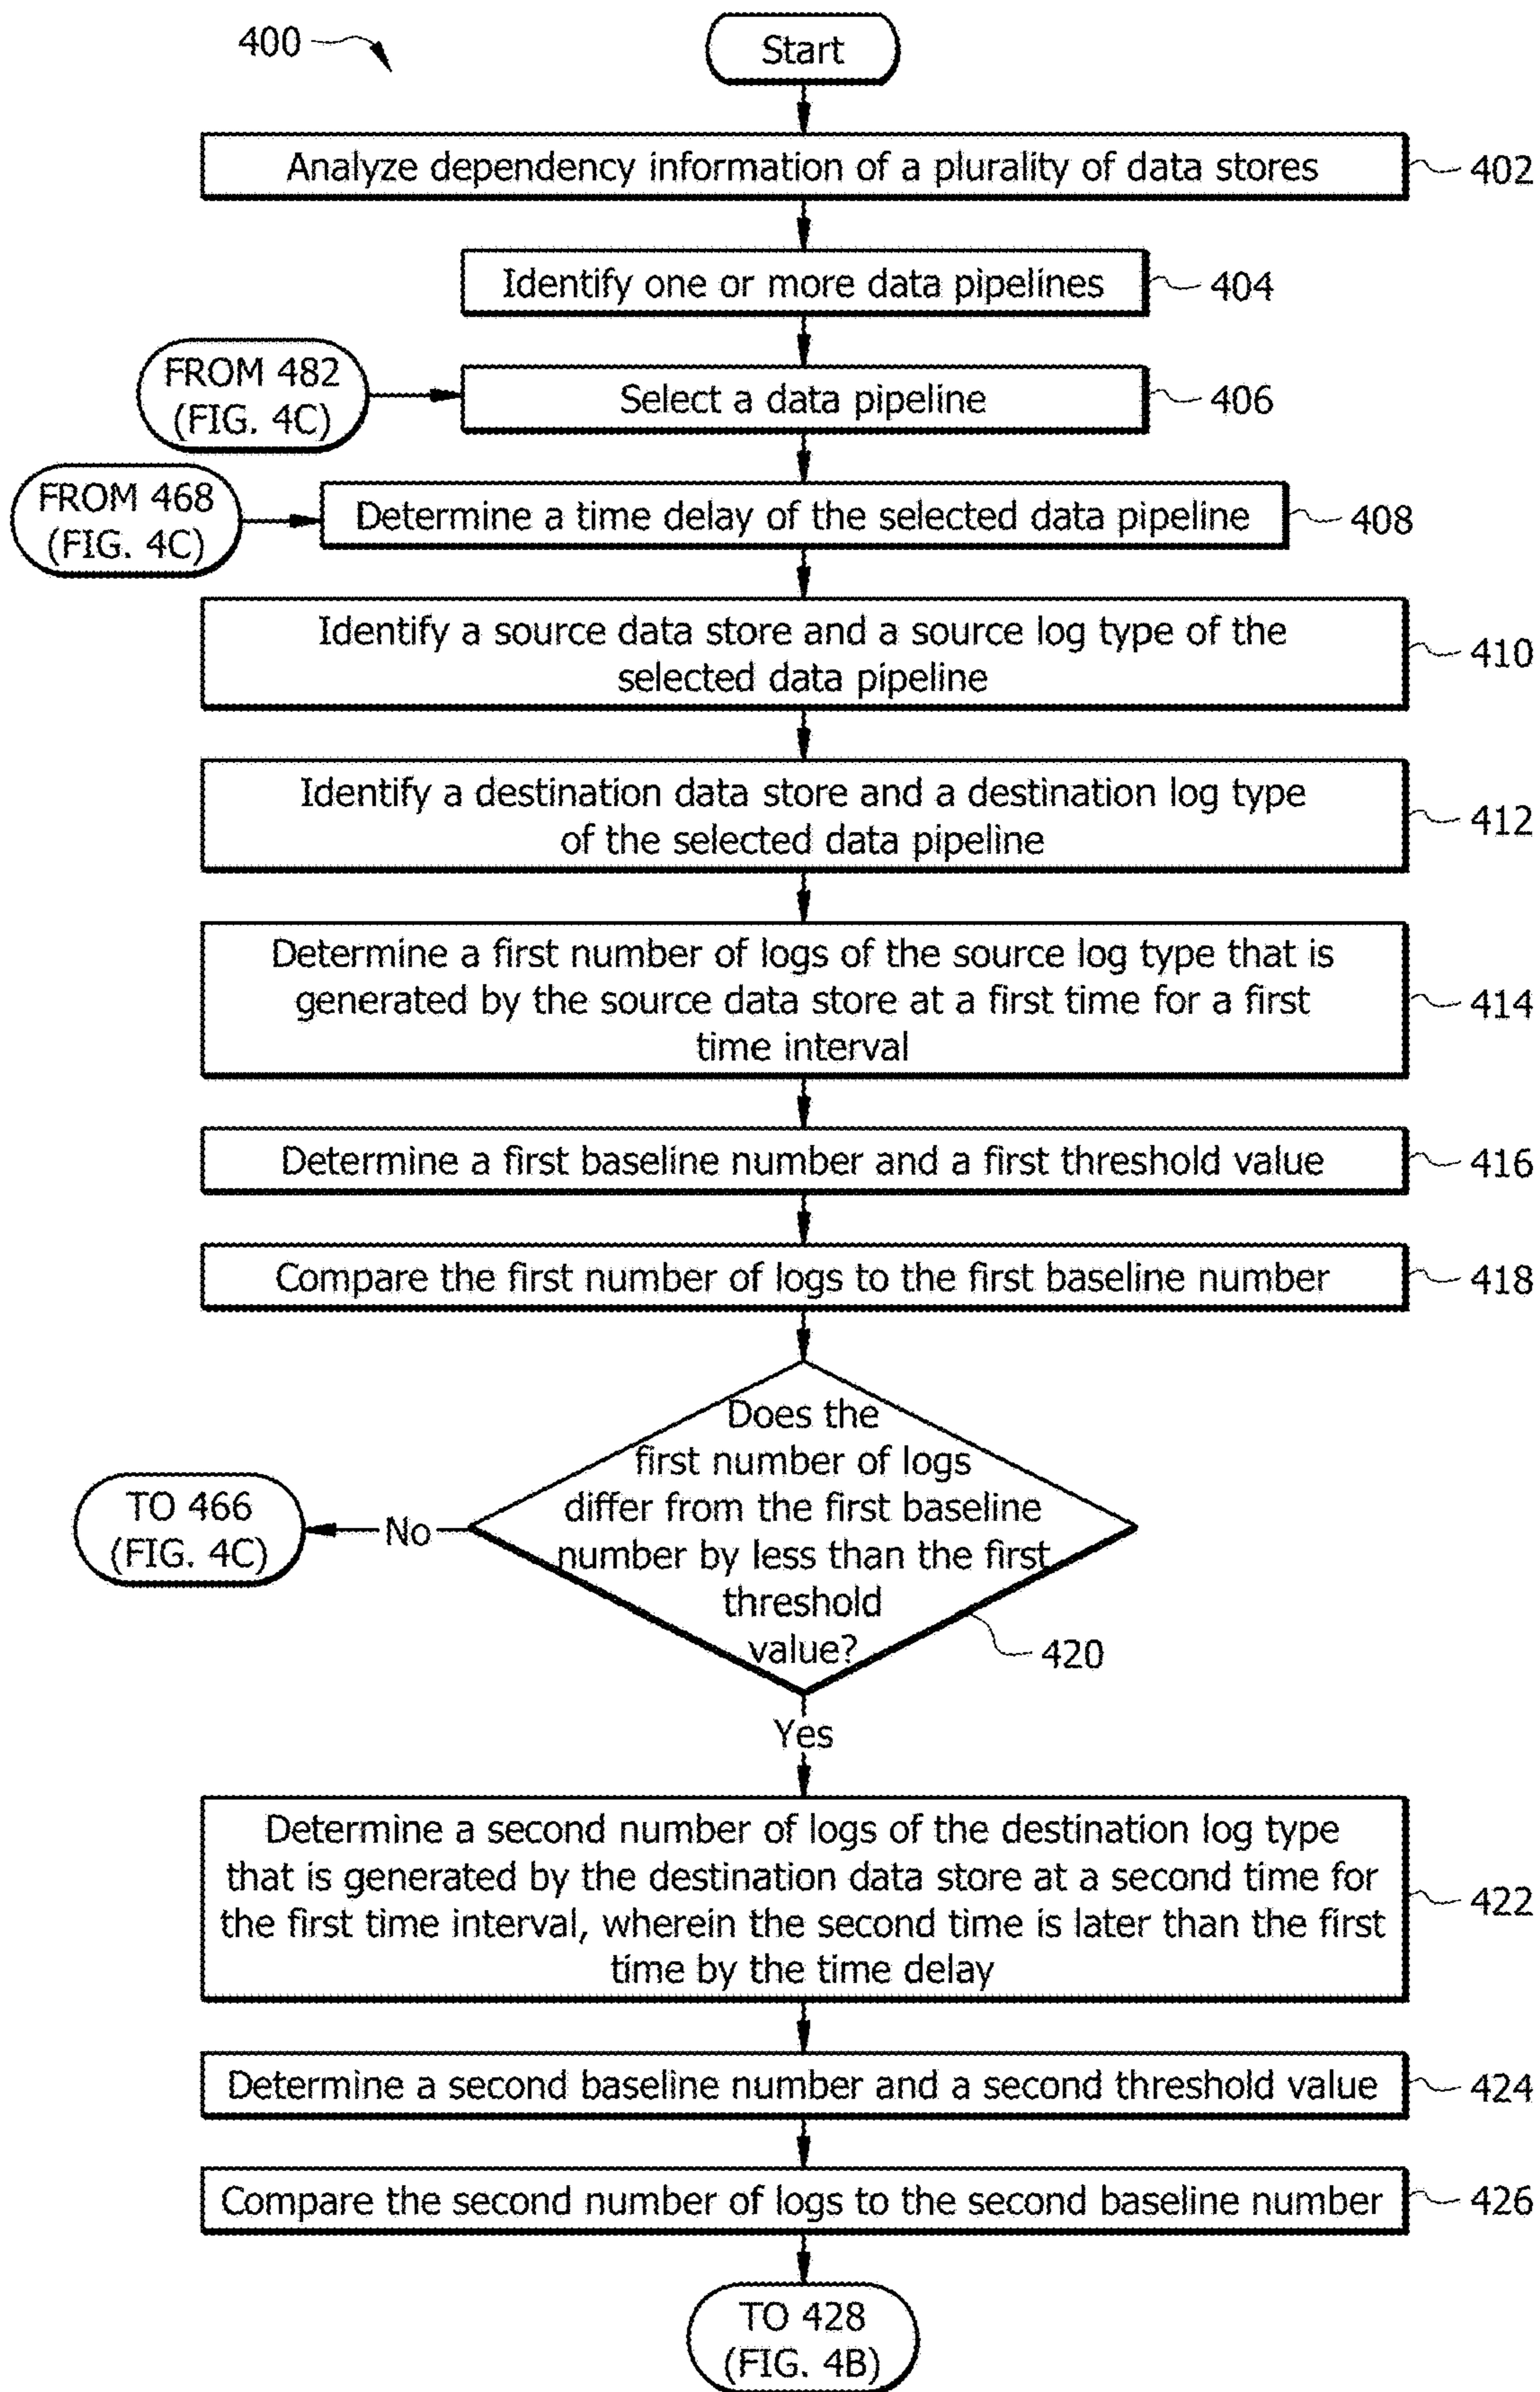 400
Start
Analyze dependency information of a plurality of data stores
402
Identify one or more data pipelines
404
FROM 482
(FIG. 4C)
Select a data pipeline
406
FROM 468
(FIG. 4C)
Determine a time delay of the selected data pipeline
408
Identify a source data store and a source log type of the
selected data pipeline
410
Identify a destination data store and a destination log type
of the selected data pipeline
412
Determine a first number of logs of the source log type that is
generated by the source data store at a first time for a first
time interval
414
Determine a first baseline number and a first threshold value
416
Compare the first number of logs to the first baseline number
418
Does the
first number of logs
differ from the first baseline
number by less than the first
threshold
value?
420
No
TO 466
(FIG. 4C)
Yes
Determine a second number of logs of the destination log type
that is generated by the destination data store at a second time for
the first time interval, wherein the second time is later than the first
time by the time delay
422
Determine a second baseline number and a second threshold value
424
Compare the second number of logs to the second baseline number
426
TO 428
(FIG. 4B)